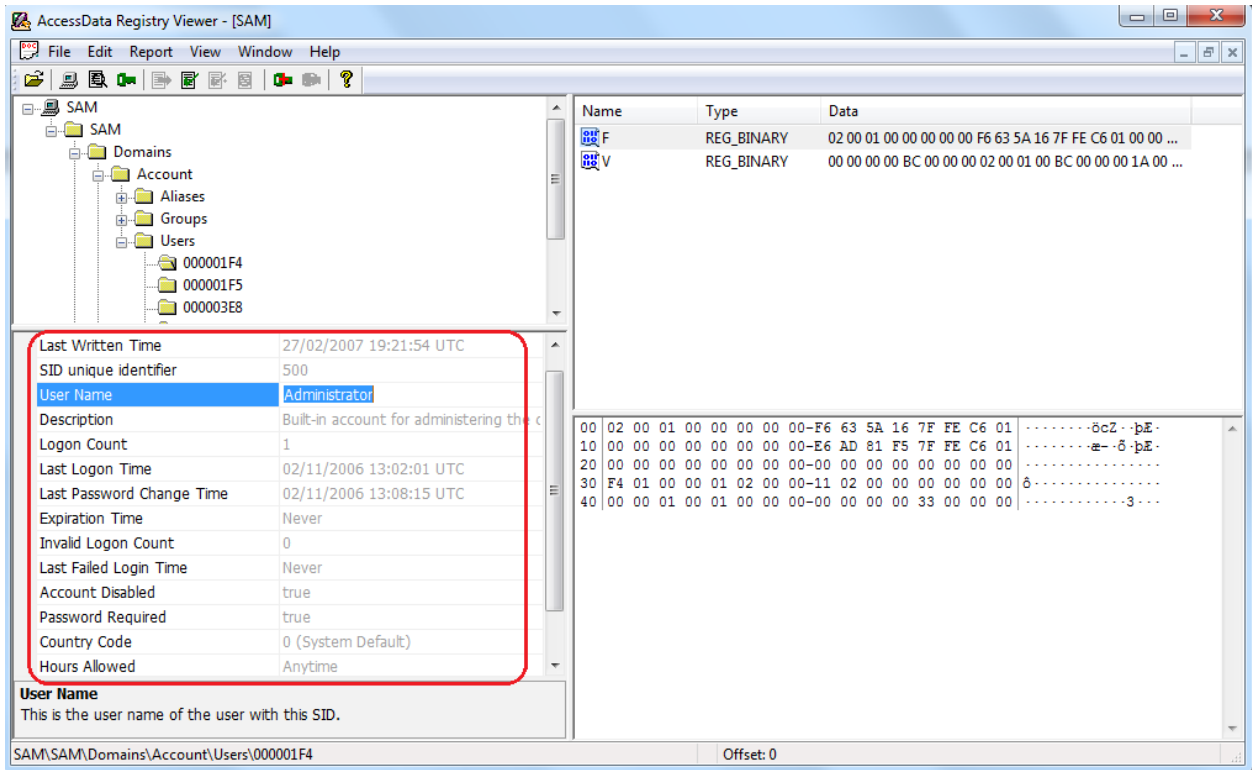 AccessData Registry Viewer - [SAM]
File Edit Report View Window Help
SAM
SAM
Domains
Account
Aliases
Groups
Users
000001F4
000001F5
000003E8
Name Type Data
F REG_BINARY 02 00 01 00 00 00 00 00 F6 63 5A 16 7F FE C6 01 00 00 ...
V REG_BINARY 00 00 00 00 BC 00 00 00 02 00 01 00 BC 00 00 00 1A 00 ...
Last Written Time 27/02/2007 19:21:54 UTC
SID unique identifier 500
User Name Administrator
Description Built-in account for administering the c
Logon Count 1
Last Logon Time 02/11/2006 13:02:01 UTC
Last Password Change Time 02/11/2006 13:08:15 UTC
Expiration Time Never
Invalid Logon Count 0
Last Failed Login Time Never
Account Disabled true
Password Required true
Country Code 0 (System Default)
Hours Allowed Anytime
User Name
This is the user name of the user with this SID.
00 02 00 01 00 00 00 00 00-F6 63 5A 16 7F FE C6 01 ········öcZ··þÆ·
10 00 00 00 00 00 00 00 00-E6 AD 81 F5 7F FE C6 01 ········æ-·õ·þÆ·
20 00 00 00 00 00 00 00 00-00 00 00 00 00 00 00 00 ················
30 F4 01 00 00 01 02 00 00-11 02 00 00 00 00 00 00 ô···············
40 00 00 01 00 01 00 00 00-00 00 00 00 33 00 00 00 ············3···
SAM\SAM\Domains\Account\Users\000001F4 Offset: 0